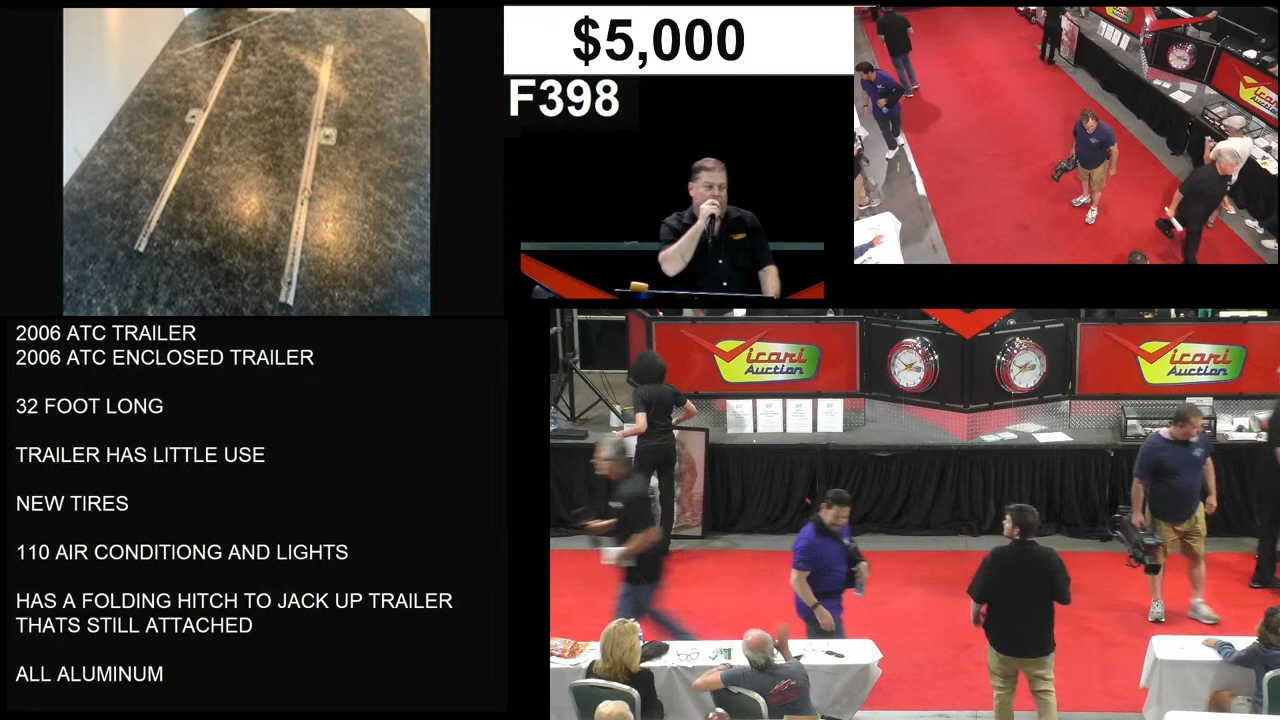 $5,000
F398
2006 ATC TRAILER
2006 ATC ENCLOSED TRAILER
32 FOOT LONG
TRAILER HAS LITTLE USE
NEW TIRES
110 AIR CONDITIONG AND LIGHTS
HAS A FOLDING HITCH TO JACK UP TRAILER
THATS STILL ATTACHED
ALL ALUMINUM
Vicari
Auction
Vicari
Auction
Vicari
Auction